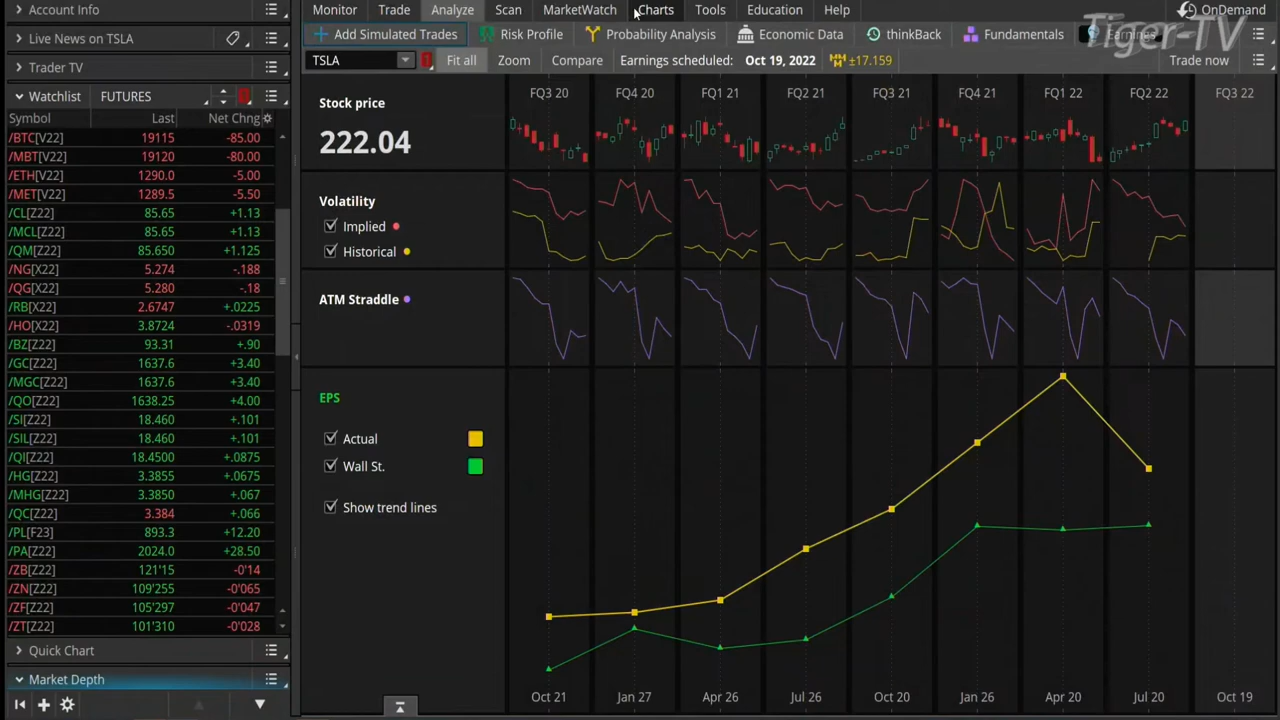 Account Info
Live News on TSLA
Trader TV
Watchlist FUTURES
Symbol Last Net Chng
/BTC[V22] 19115 -85.00
/MBT[V22] 19120 -80.00
/ETH[V22] 1290.0 -5.00
/MET[V22] 1289.5 -5.50
/CL[Z22] 85.65 +1.13
/MCL[Z22] 85.65 +1.13
/QM[Z22] 85.650 +1.125
/NG[X22] 5.274 -.188
/QG[X22] 5.280 -.18
/RB[X22] 2.6747 +.0225
/HO[X22] 3.8724 -.0319
/BZ[Z22] 93.31 +.90
/GC[Z22] 1637.6 +3.40
/MGC[Z22] 1637.6 +3.40
/QO[Z22] 1638.25 +4.00
/SI[Z22] 18.460 +.101
/SIL[Z22] 18.460 +.101
/QI[Z22] 18.4500 +.0875
/HG[Z22] 3.3855 +.0675
/MHG[Z22] 3.3850 +.067
/QC[Z22] 3.384 +.066
/PL[F23] 893.3 +12.20
/PA[Z22] 2024.0 +28.50
/ZB[Z22] 121'15 -0'14
/ZN[Z22] 109'255 -0'065
/ZF[Z22] 105'297 -0'047
/ZT[Z22] 101'310 -0'028
Quick Chart
Market Depth
Monitor Trade Analyze Scan MarketWatch Charts Tools Education Help OnDemand
Tiger-TV
Add Simulated Trades Risk Profile Probability Analysis Economic Data thinkBack Fundamentals Earnings
TSLA Fit all Zoom Compare Earnings scheduled: Oct 19, 2022 ±17.159 Trade now
FQ3 20 FQ4 20 FQ1 21 FQ2 21 FQ3 21 FQ4 21 FQ1 22 FQ2 22 FQ3 22
Stock price
222.04
Volatility
Implied
Historical
ATM Straddle
EPS
Actual
Wall St.
Show trend lines
Oct 21 Jan 27 Apr 26 Jul 26 Oct 20 Jan 26 Apr 20 Jul 20 Oct 19